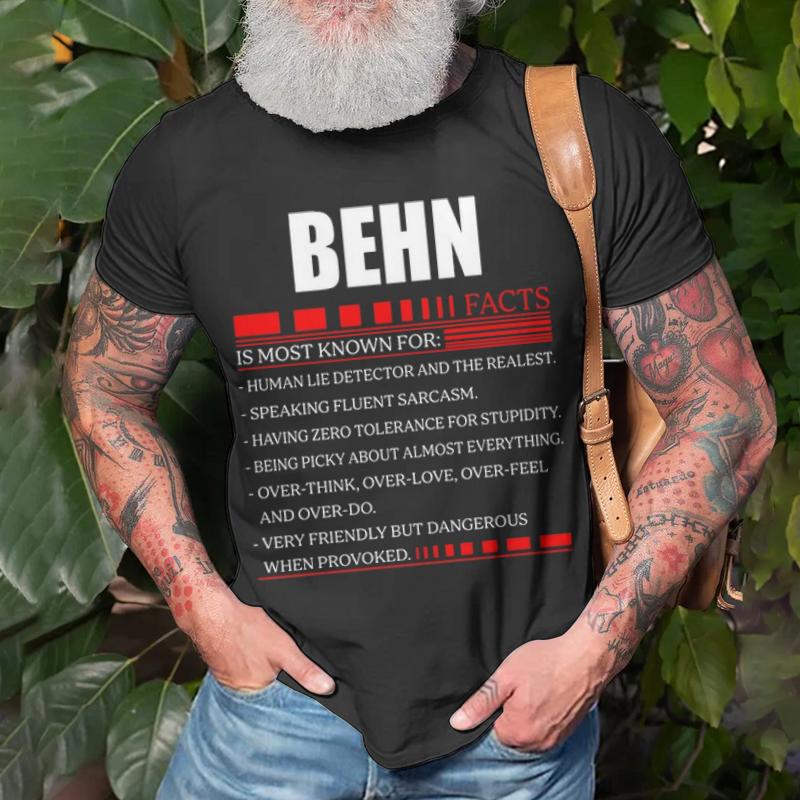 BEHN
FACTS
IS MOST KNOWN FOR:
- HUMAN LIE DETECTOR AND THE REALEST.
- SPEAKING FLUENT SARCASM.
- HAVING ZERO TOLERANCE FOR STUPIDITY.
- BEING PICKY ABOUT ALMOST EVERYTHING.
- OVER-THINK, OVER-LOVE, OVER-FEEL
AND OVER-DO.
- VERY FRIENDLY BUT DANGEROUS
WHEN PROVOKED.
Estuardo